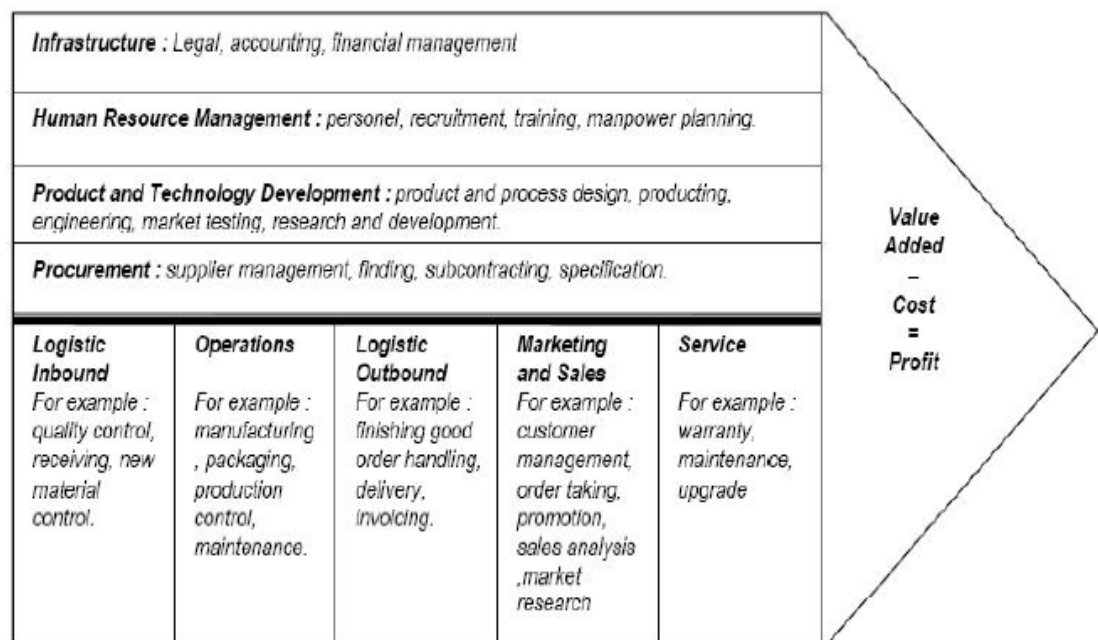 Infrastructure : Legal, accounting, financial management
Human Resource Management : personel, recruitment, training, manpower planning.
Product and Technology Development : product and process design, producting,
engineering, market testing, research and development.
Procurement : supplier management, finding, subcontracting, specification.
Logistic
Inbound
For example :
quality control,
receiving, new
material
control.
Operations
For example :
manufacturing
, packaging,
production
control,
maintenance.
Logistic
Outbound
For example :
finishing good
order handling,
delivery,
invoicing.
Marketing
and Sales
For example :
customer
management,
order taking,
promotion,
sales analysis
,market
research
Service
For example :
warranty,
maintenance,
upgrade
Value
Added
–
Cost
=
Profit